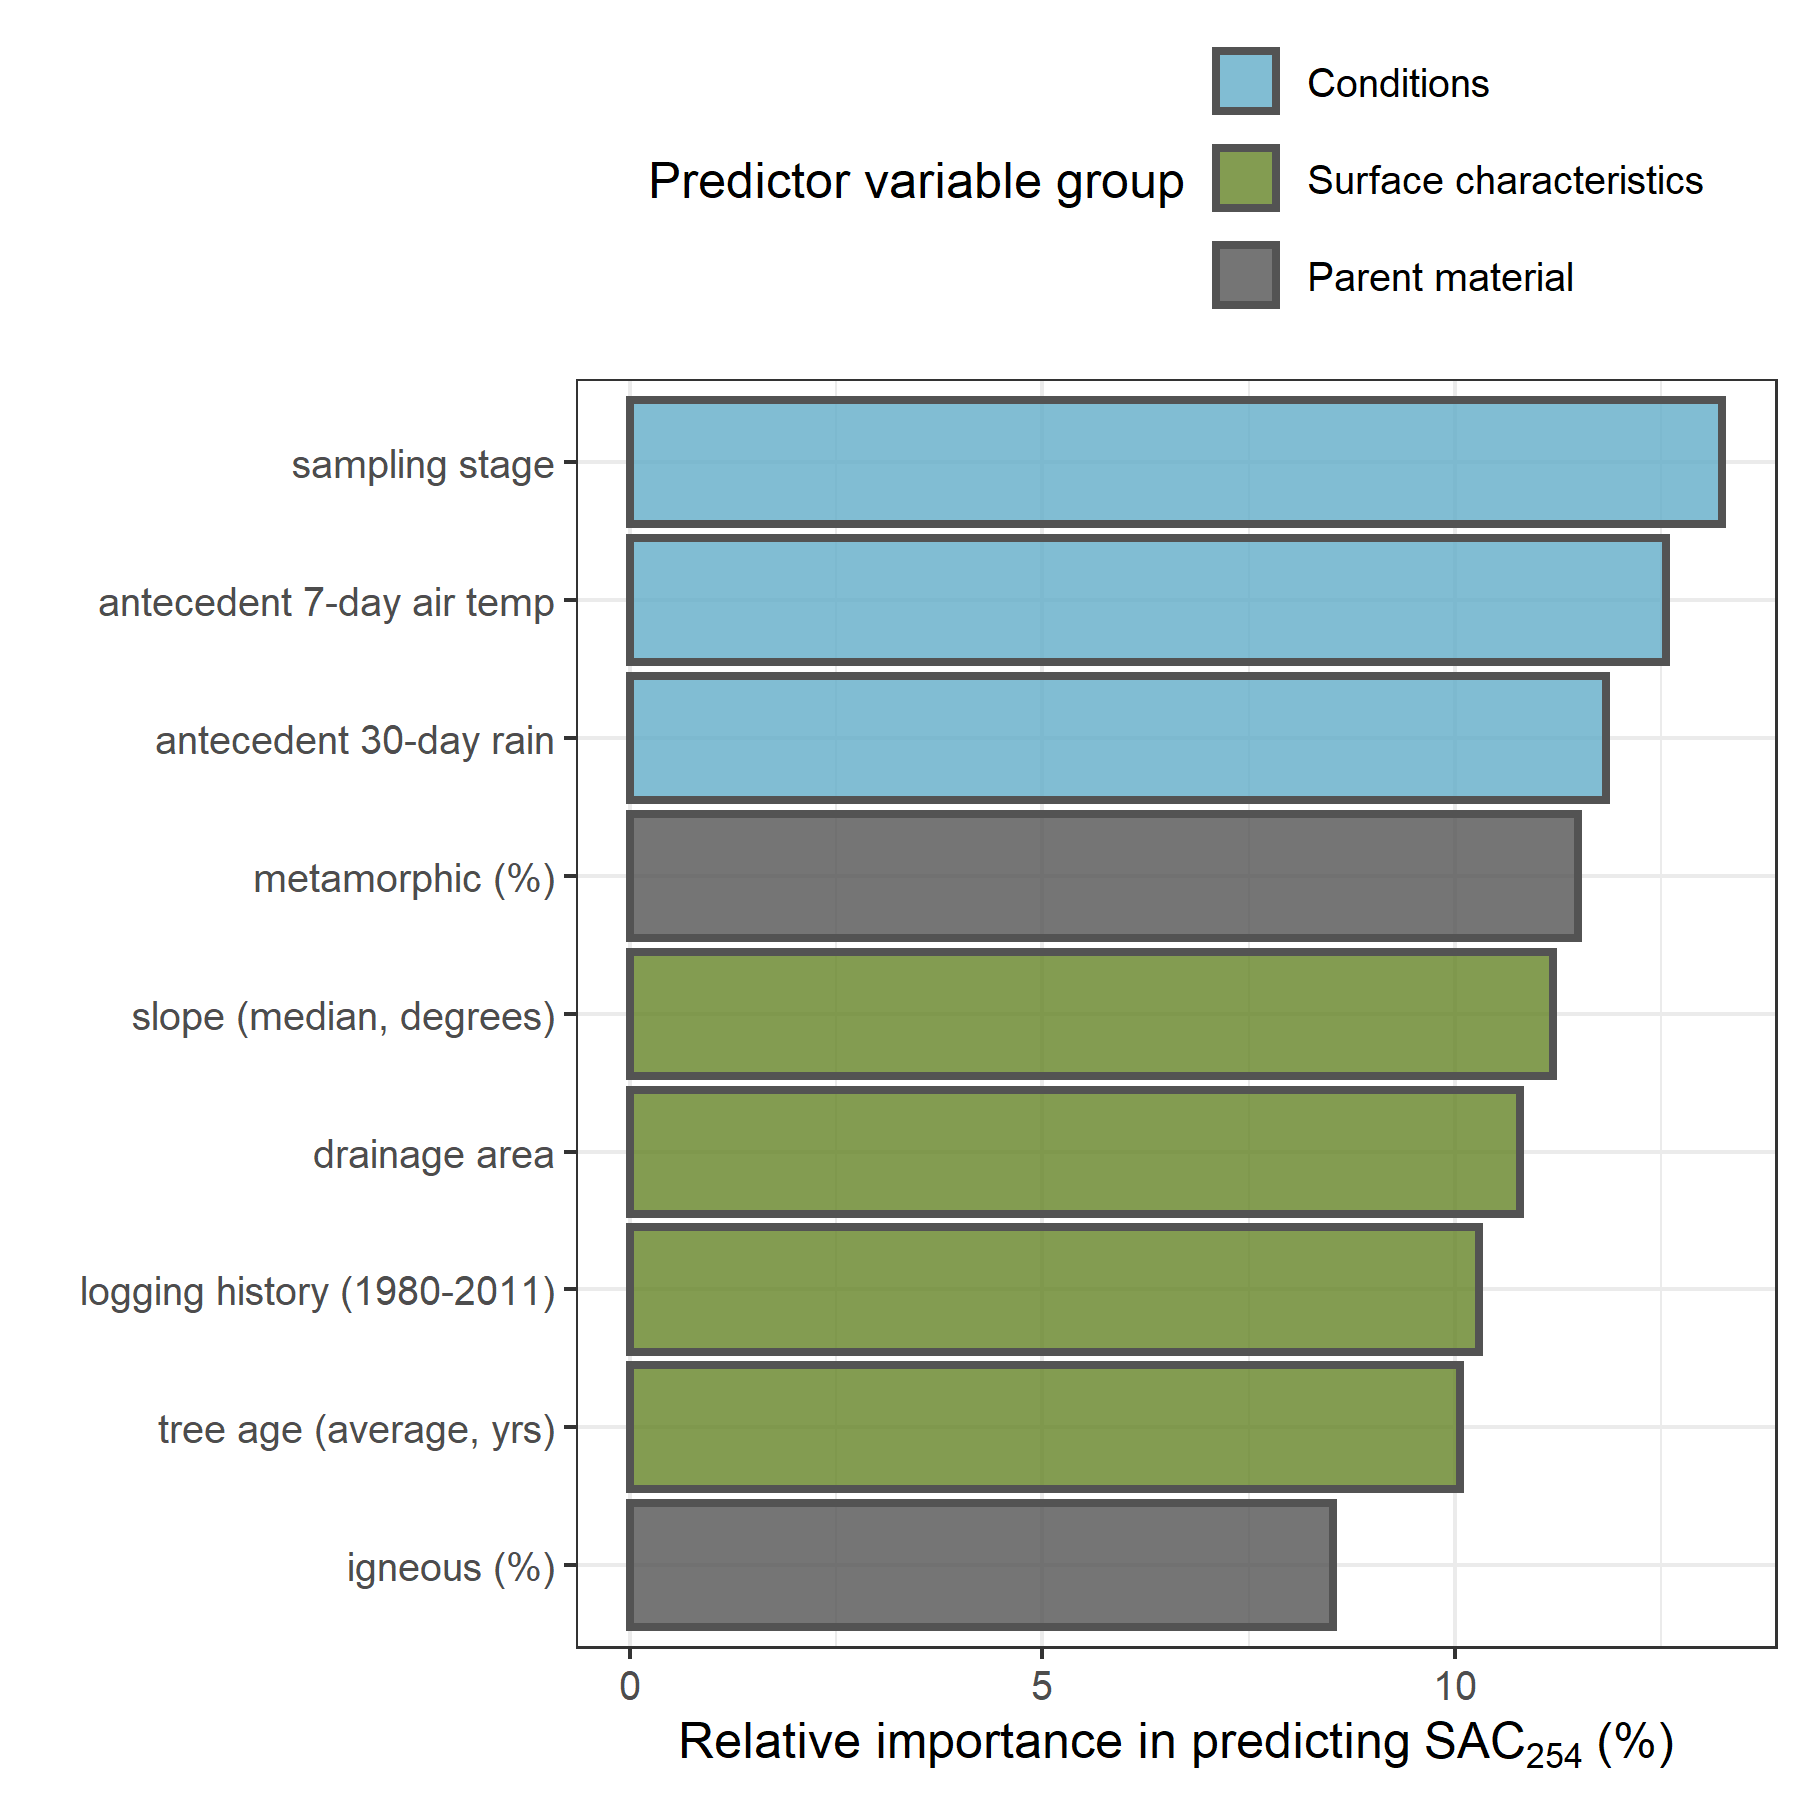 Conditions
Predictor variable group
Surface characteristics
Parent material
sampling stage
antecedent 7-day air temp
antecedent 30-day rain
metamorphic (%)
slope (median, degrees)
drainage area
logging history (1980-2011)
tree age (average, yrs)
igneous (%)
0 5 10
Relative importance in predicting SAC₂₅₄ (%)